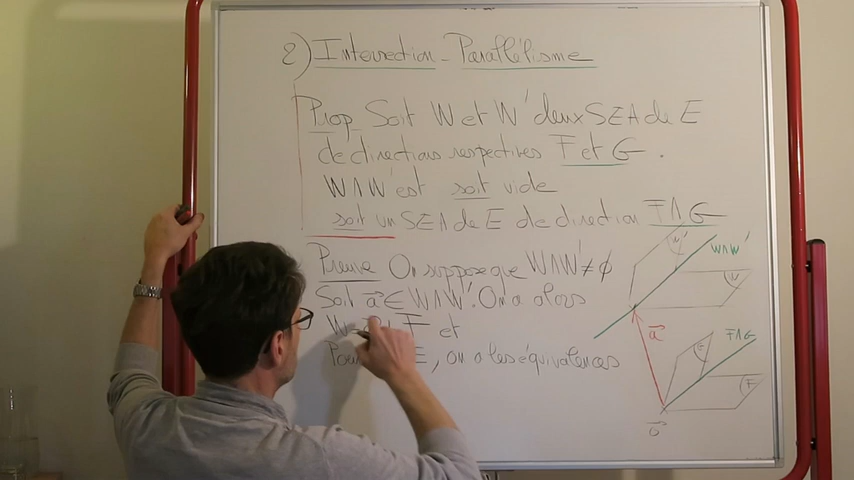 2) Intersection - Parallélisme
Prop Soit W et W' deux SEA de E
de directions respectives F et G.
W∩W' est soit vide
soit un SEA de E de direction F∩G
Preuve On suppose que W∩W' ≠ ∅
Soit a⃗ ∈ W∩W'. On a alors
W F et
Pour E, on a les équivalences
W'
W∩W'
W
a⃗
F∩G
F
o⃗